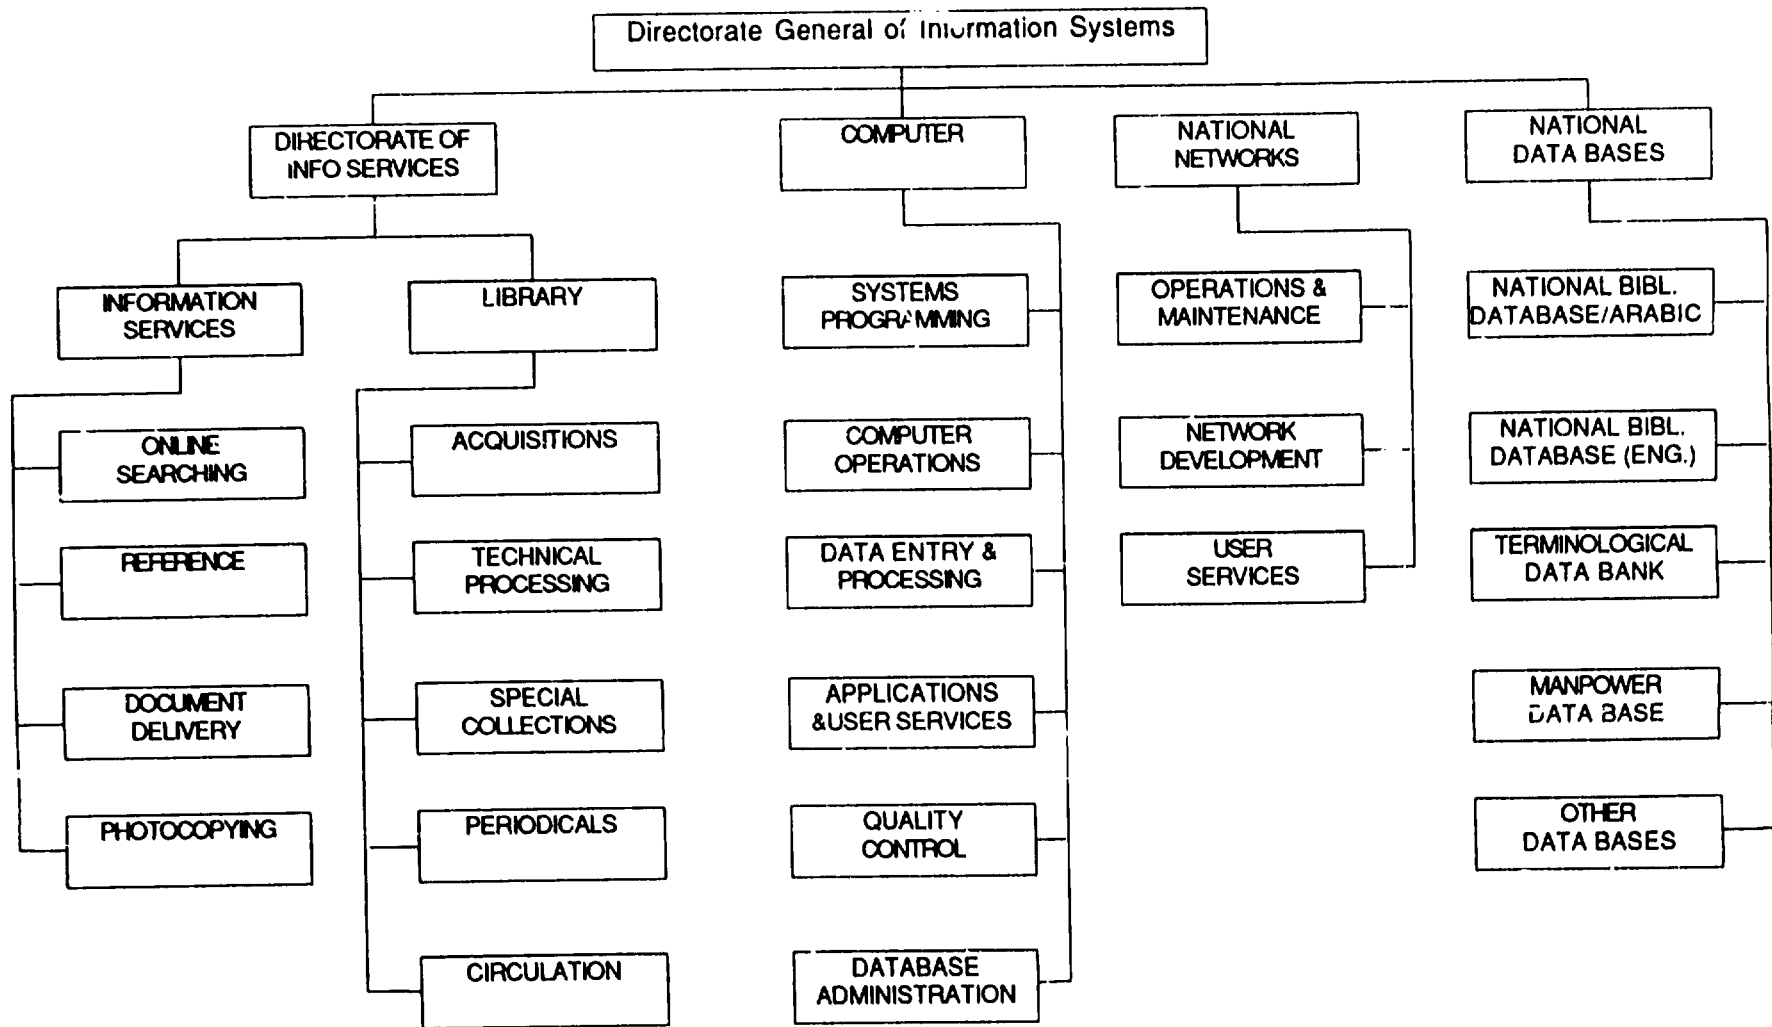 Directorate General of Information Systems
DIRECTORATE OF
INFO SERVICES
COMPUTER
NATIONAL
NETWORKS
NATIONAL
DATA BASES
INFORMATION
SERVICES
LIBRARY
SYSTEMS
PROGRAMMING
OPERATIONS &
MAINTENANCE
NATIONAL BIBL.
DATABASE/ARABIC
ONLINE
SEARCHING
ACQUISITIONS
COMPUTER
OPERATIONS
NETWORK
DEVELOPMENT
NATIONAL BIBL.
DATABASE (ENG.)
REFERENCE
TECHNICAL
PROCESSING
DATA ENTRY &
PROCESSING
USER
SERVICES
TERMINOLOGICAL
DATA BANK
DOCUMENT
DELIVERY
SPECIAL
COLLECTIONS
APPLICATIONS
&USER SERVICES
MANPOWER
DATA BASE
PHOTOCOPYING
PERIODICALS
QUALITY
CONTROL
OTHER
DATA BASES
CIRCULATION
DATABASE
ADMINISTRATION